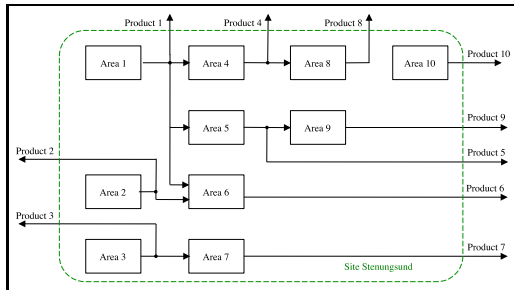 Product 1
Product 4
Product 8
Area 1
Area 4
Area 8
Area 10
Product 10
Area 5
Area 9
Product 9
Product 5
Product 2
Area 2
Area 6
Product 6
Product 3
Area 3
Area 7
Product 7
Site Stenungsund